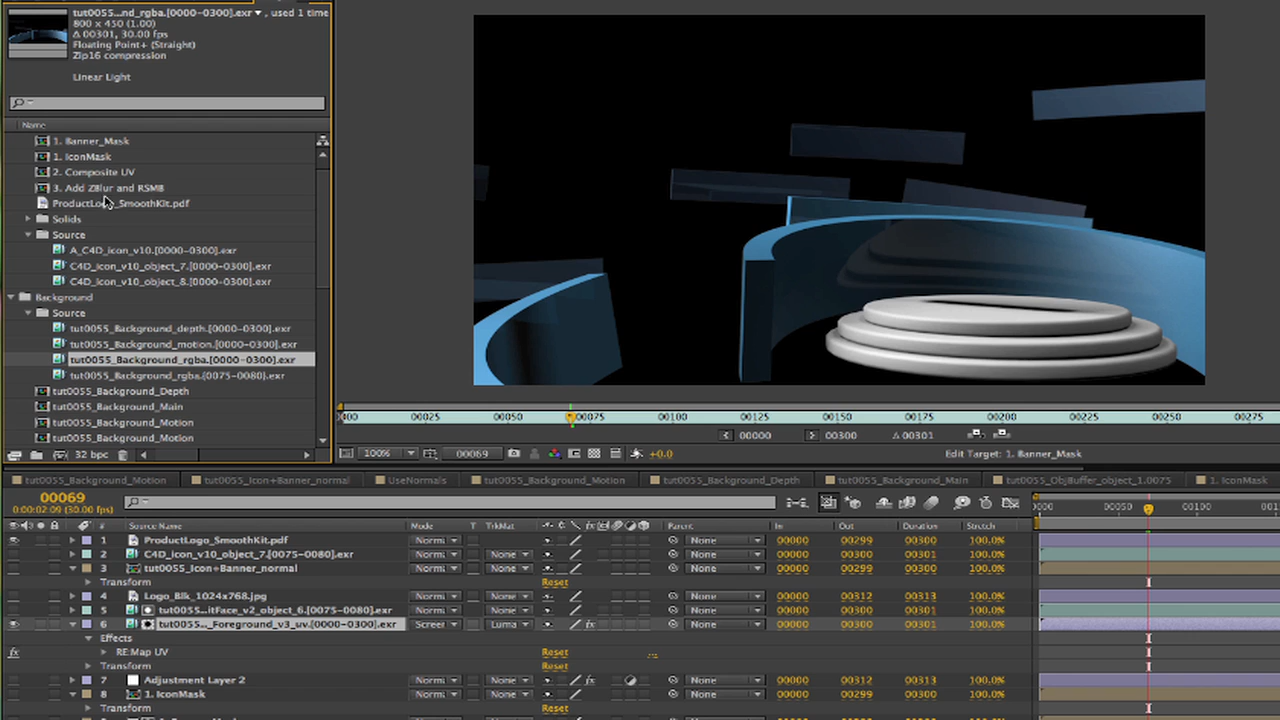 tut0055...nd_rgba.[0000-0300].exr ▾ , used 1 time
800 x 450 (1.00)
Δ 00301, 30.00 fps
Floating Point+ (Straight)
Zip16 compression
Linear Light
Name
1. Banner_Mask
1. IconMask
2. Composite UV
3. Add ZBlur and RSMB
ProductLogo_SmoothKit.pdf
Solids
Source
A_C4D_icon_v10.[0000-0300].exr
C4D_icon_v10_object_7.[0000-0300].exr
C4D_icon_v10_object_8.[0000-0300].exr
Background
Source
tut0055_Background_depth.[0000-0300].exr
tut0055_Background_motion.[0000-0300].exr
tut0055_Background_rgba.[0000-0300].exr
tut0055_Background_rgba.[0075-0080].exr
tut0055_Background_Depth
tut0055_Background_Main
tut0055_Background_Motion
tut0055_Background_Motion
32 bpc
0000 00025 00050 00075 00100 00125 00150 00175 00200 00225 00250 00275
00000 00300 Δ 00301
100% 00069 +0.0 Edit Target: 1. Banner_Mask
tut0055_Background_Motion tut0055_Icon+Banner_normal UseNormals tut0055_Background_Motion tut0055_Background_Depth tut0055_Background_Main tut0055_ObjBuffer_object_1.0075 1. IconMask
00069
0:00:02:09 (30.00 fps)
0000 00050 00100
# Source Name Mode T TrkMat Parent In Out Duration Stretch
1 ProductLogo_SmoothKit.pdf Norm None 00000 00299 00300 100.0%
2 C4D_icon_v10_object_7.[0075-0080].exr Norm None None 00000 00300 00301 100.0%
3 tut0055_Icon+Banner_normal Norm None None 00000 00299 00300 100.0%
Transform Reset
4 Logo_Blk_1024x768.jpg Norm None None 00000 00312 00313 100.0%
5 tut0055...itFace_v2_object_6.[0075-0080].exr Norm None None 00000 00300 00301 100.0%
6 tut0055..._Foreground_v3_uv.[0000-0300].exr Screen Luma None 00000 00300 00301 100.0%
Effects
RE:Map UV Reset
Transform Reset
7 Adjustment Layer 2 Norm None None 00000 00312 00313 100.0%
8 1. IconMask Norm None None 00000 00299 00300 100.0%
Transform Reset